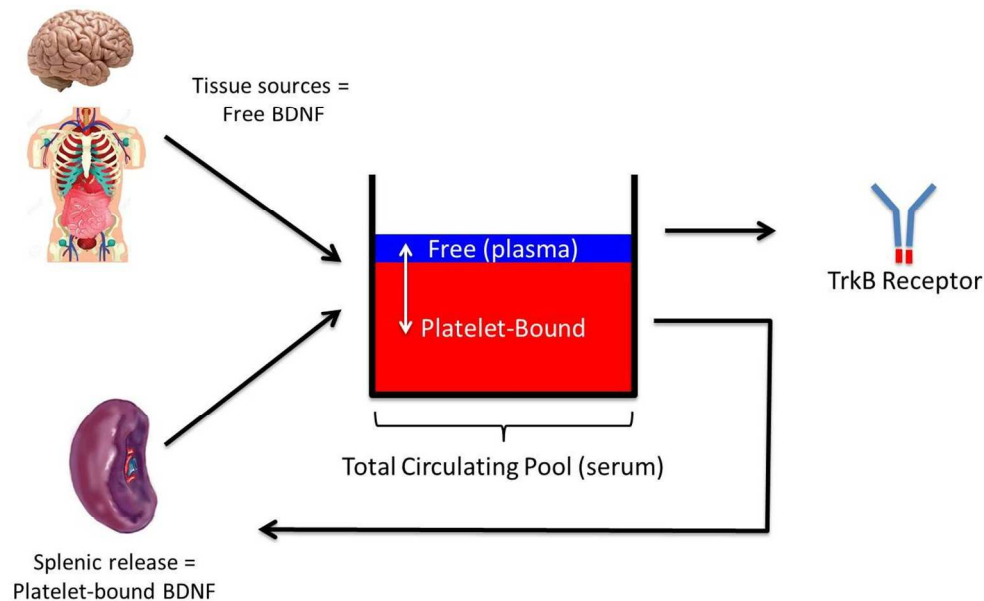 Tissue sources =
Free BDNF
Free (plasma)
Platelet-Bound
TrkB Receptor
Total Circulating Pool (serum)
Splenic release =
Platelet-bound BDNF